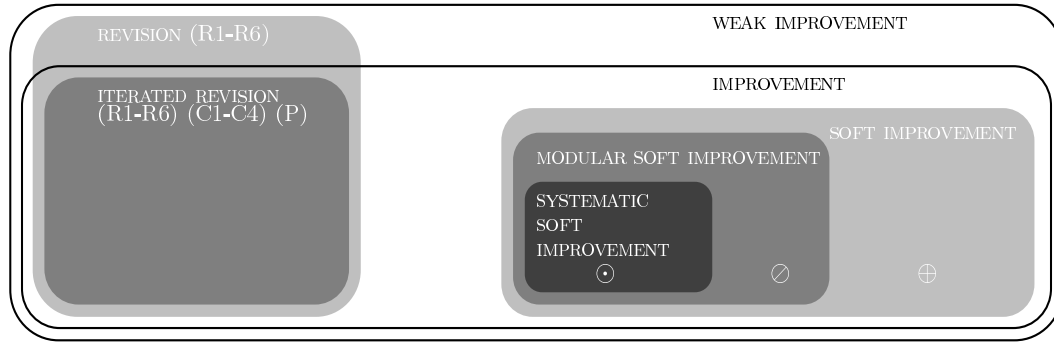 REVISION (R1-R6)
WEAK IMPROVEMENT
IMPROVEMENT
ITERATED REVISION
(R1-R6) (C1-C4) (P)
SOFT IMPROVEMENT
MODULAR SOFT IMPROVEMENT
SYSTEMATIC
SOFT
IMPROVEMENT
⊙ ⊘ ⊕